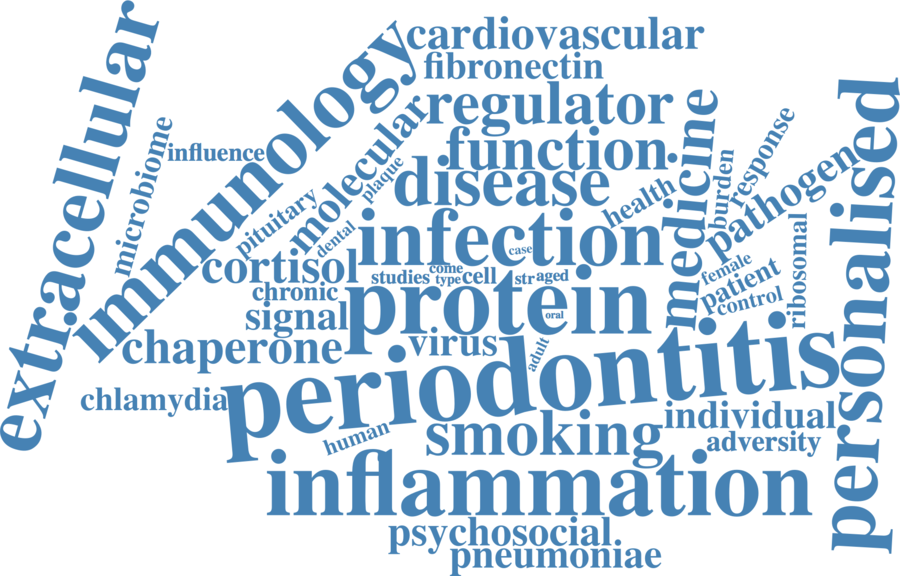 extracellular
immunology
cardiovascular
fibronectin
regulator
function
molecular
microbiome
influence
plaque
disease
medicine
burden
response
pathogen
personalised
pituitary
dental
health
infection
case
cortisol
studies
come
type
cell
str
aged
female
patient
control
ribosomal
chronic
signal
protein
oral
chaperone
virus
adult
periodontitis
chlamydia
human
smoking
individual
adversity
inflammation
psychosocial
pneumoniae